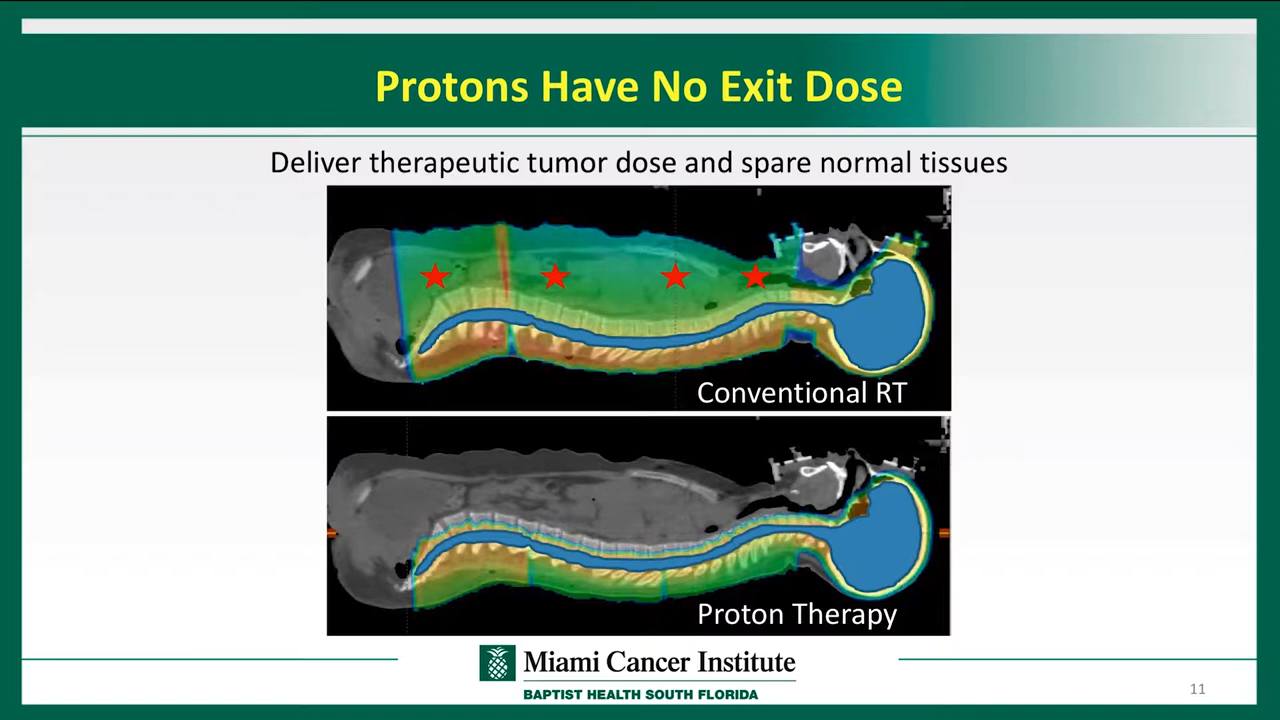 Protons Have No Exit Dose
Deliver therapeutic tumor dose and spare normal tissues
Conventional RT
Proton Therapy
Miami Cancer Institute
BAPTIST HEALTH SOUTH FLORIDA
11